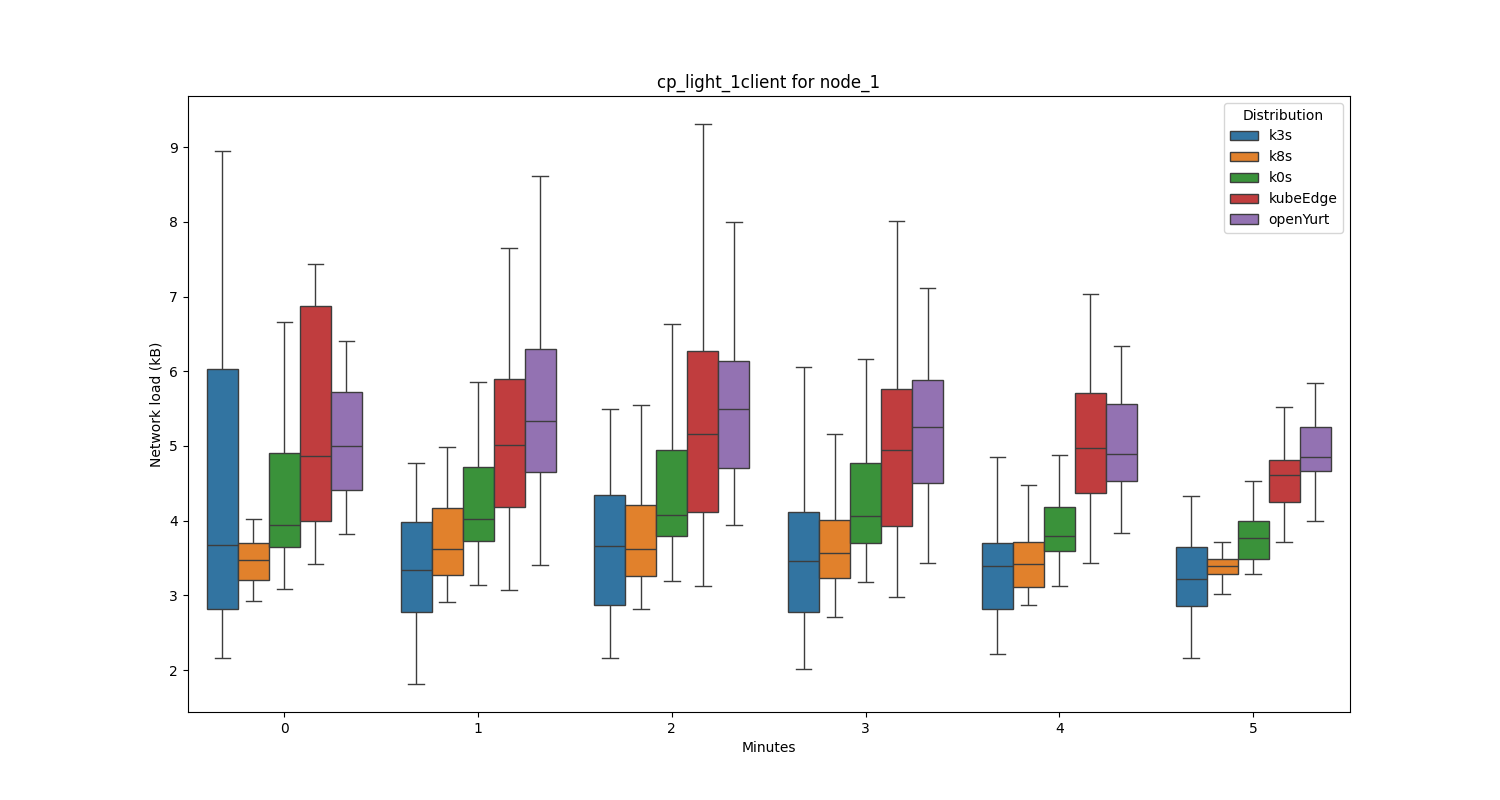 cp_light_1client for node_1
Distribution
k3s
k8s
k0s
kubeEdge
openYurt
Network load (kB)
9
8
7
6
5
4
3
2
0 1 2 3 4 5
Minutes